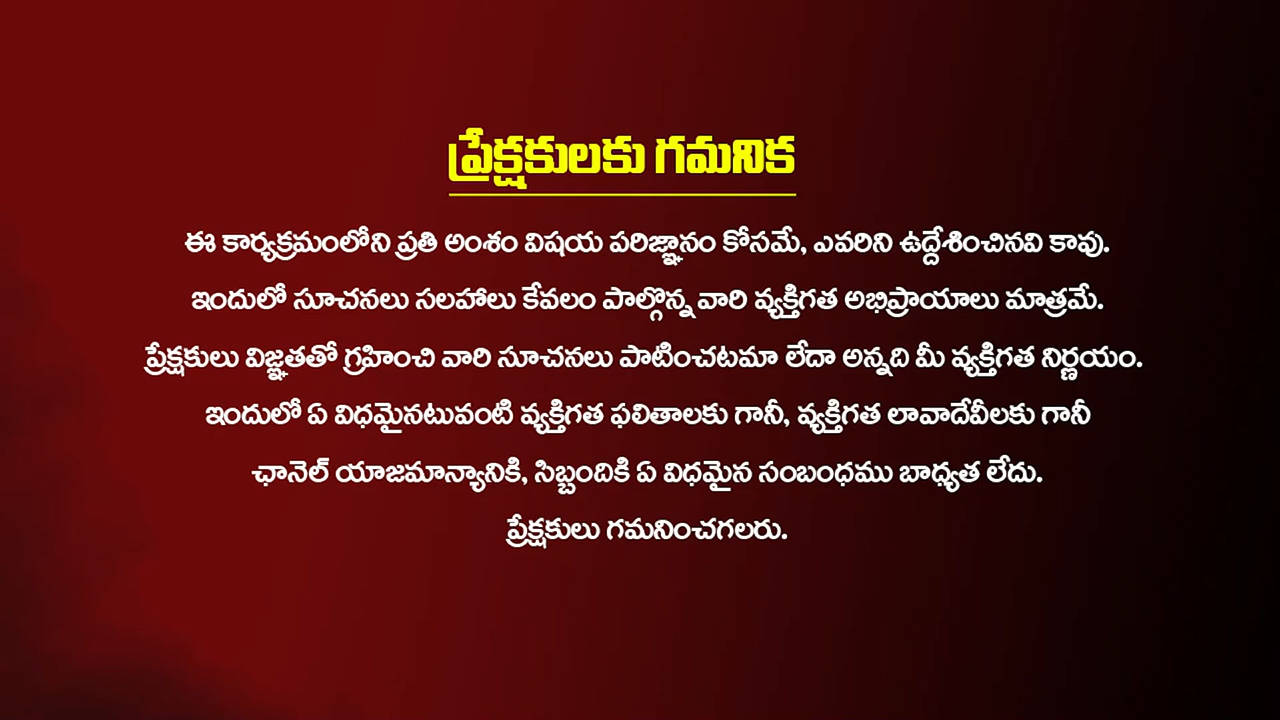 ప్రేక్షకులకు గమనిక
ఈ కార్యక్రమంలోని ప్రతి అంశం విషయ పరిజ్ఞానం కోసమే, ఎవరిని ఉద్దేశించినవి కావు.
ఇందులో సూచనలు సలహాలు కేవలం పాల్గొన్న వారి వ్యక్తిగత అభిప్రాయాలు మాత్రమే.
ప్రేక్షకులు విజ్ఞతతో గ్రహించి వారి సూచనలు పాటించటమా లేదా అన్నది మీ వ్యక్తిగత నిర్ణయం.
ఇందులో ఏ విధమైనటువంటి వ్యక్తిగత ఫలితాలకు గానీ, వ్యక్తిగత లావాదేవీలకు గానీ
ఛానెల్ యాజమాన్యానికి, సిబ్బందికి ఏ విధమైన సంబంధము బాధ్యత లేదు.
ప్రేక్షకులు గమనించగలరు.